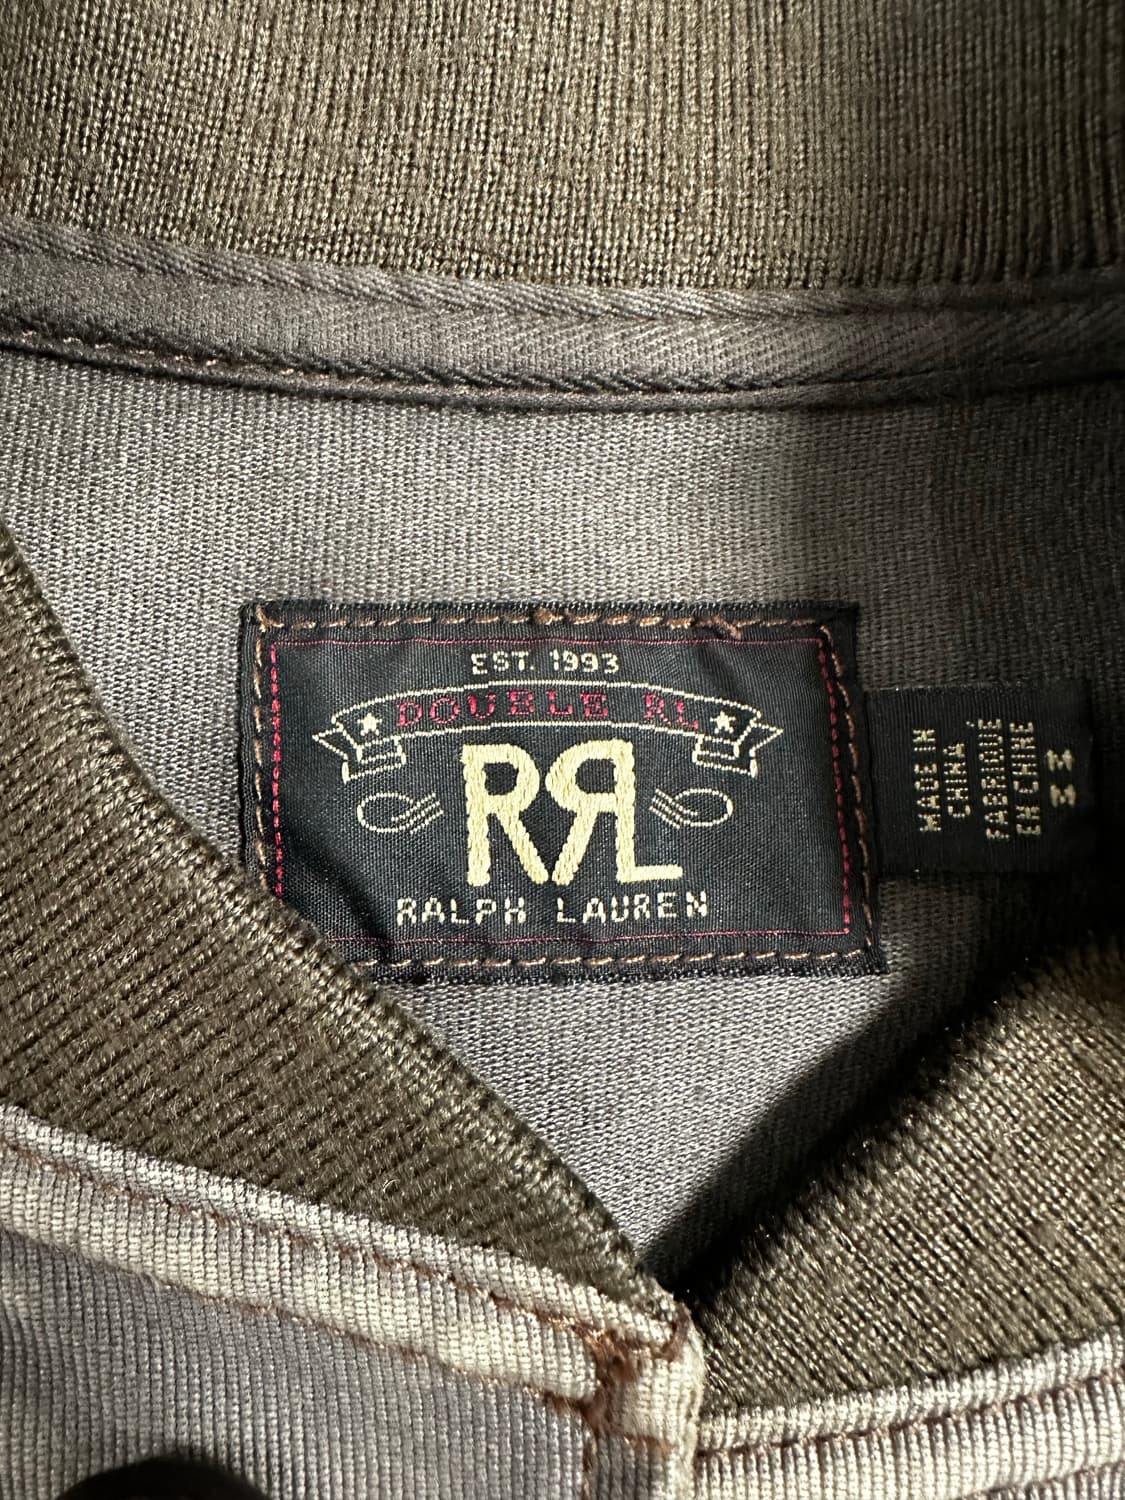 EST. 1993
DOUBLE RL
RRL
RALPH LAUREN
MADE IN
CHINA
FABRIQUÉ
EN CHINE
M M